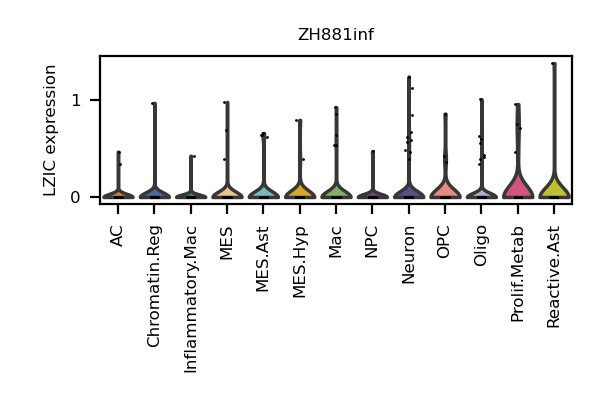 ZH881inf
LZIC expression
1
0
AC
Chromatin.Reg
Inflammatory.Mac
MES
MES.Ast
MES.Hyp
Mac
NPC
Neuron
OPC
Oligo
Prolif.Metab
Reactive.Ast